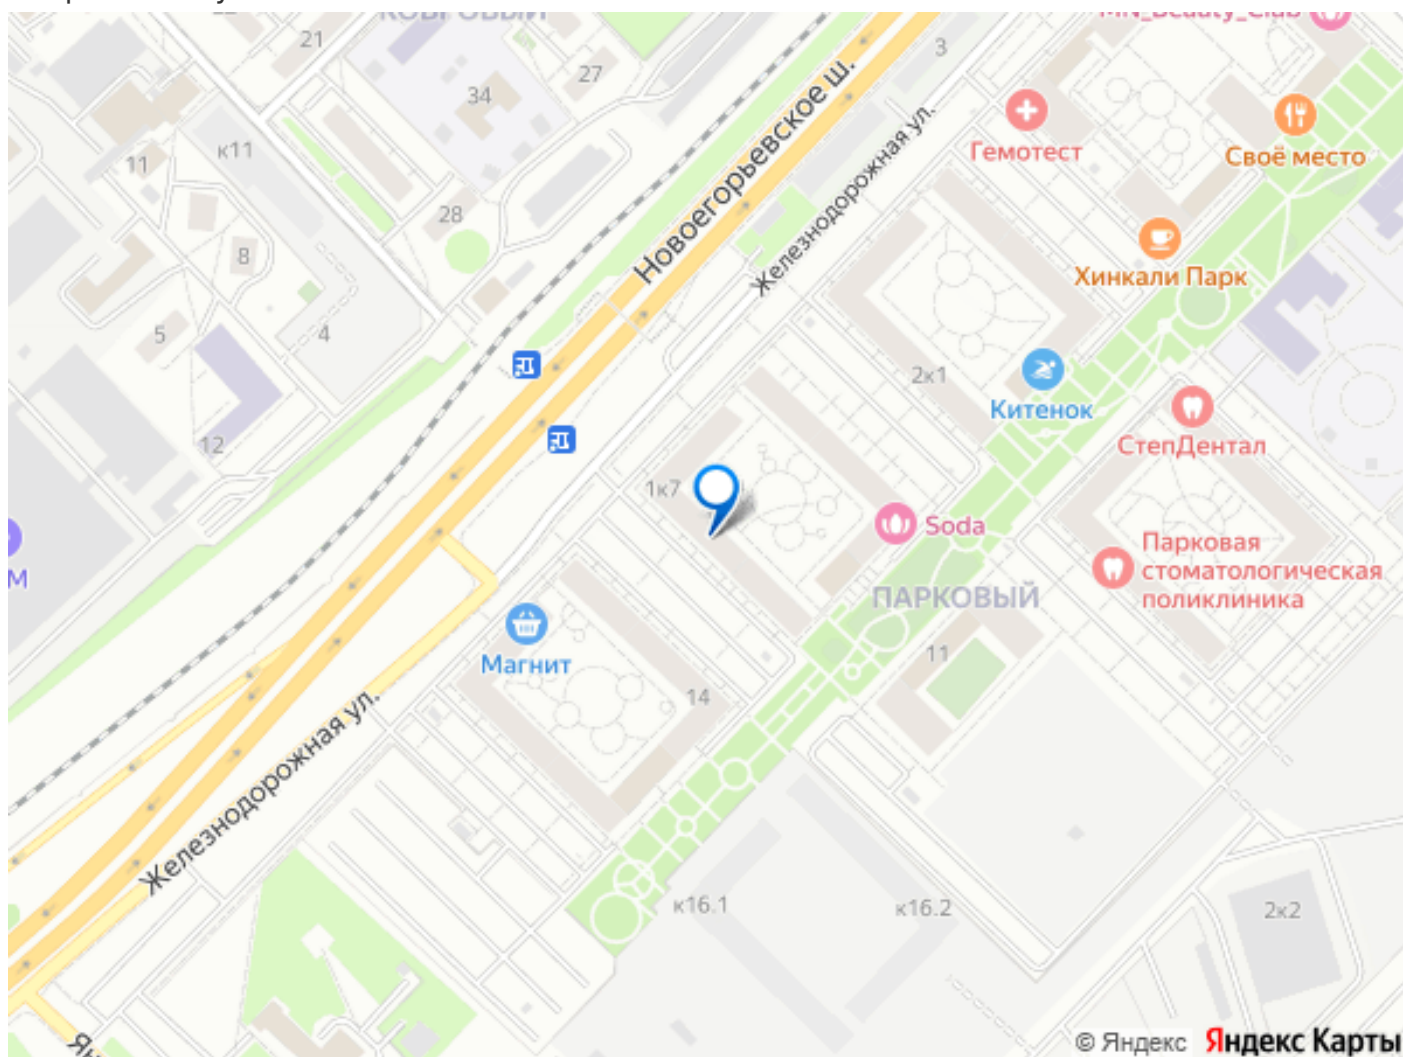 КОВРОВЫЙ
MN_Beauty_Club
21
3
27
34
Новоегорьевское ш.
Железнодорожная ул.
Гемотест
Своё место
к11
11
28
8
Хинкали Парк
5
4
2к1
Китенок
12
СтепДентал
1к7
Soda
Парковая
стоматологическая
поликлиника
М
ПАРКОВЫЙ
Магнит
11
14
Железнодорожная ул.
к16.1
к16.2
2к2
© Яндекс Яндекс Карты